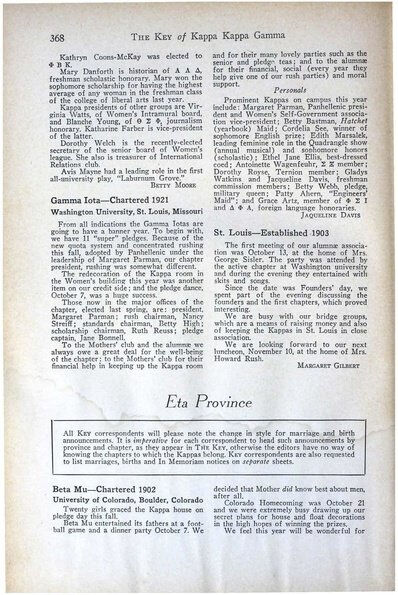 368 THE KEY of Kappa Kappa Gamma
Kathryn Coons-McKay was elected to
Φ B K.
Mary Danforth is historian of A Λ Δ,
freshman scholastic honorary. Mary won the
sophomore scholarship for having the highest
average of any woman in the freshman class
of the college of liberal arts last year.
Kappa presidents of other groups are Vir-
ginia Watts, of Women's Intramural board,
and Blanche Young, of Θ Σ Φ, journalism
honorary. Katharine Farber is vice-president
of the latter.
Dorothy Welch is the recently-elected
secretary of the senior board of Women's
league. She also is treasurer of International
Relations club.
Avis Mayne had a leading role in the first
all-university play, "Laburnum Grove."
BETTY MOORE
Gamma Iota—Chartered 1921
Washington University, St. Louis, Missouri
From all indications the Gamma Iotas are
going to have a banner year. To begin with,
we have 11 "super" pledges. Because of the
new quota system and concentrated rushing
this fall, adopted by Panhellenic under the
leadership of Margaret Parman, our chapter
president, rushing was somewhat different.
The redecoration of the Kappa room in
the Women's building this year was another
item on our credit side; and the pledge dance,
October 7, was a huge success.
Those now in the major offices of the
chapter, elected last spring, are: president,
Margaret Parman; rush chairman, Nancy
Streiff; standards chairman, Betty High;
scholarship chairman, Ruth Reuss; pledge
captain, Jane Bonnell.
To the Mothers' club and the alumnæ we
always owe a great deal for the well-being
of the chapter: to the Mothers' club for their
financial help in keeping up the Kappa room
and for their many lovely parties such as the
senior and pledge teas; and to the alumnæ
for their financial, social (every year they
help give one of our rush parties) and moral
support.
Personals
Prominent Kappas on campus this year
include: Margaret Parman, Panhellenic presi-
dent and Women's Self-Government associa-
tion vice-president; Betty Bastman, Hatchet
(yearbook) Maid; Cordelia See, winner of
sophomore English prize; Edith Marsalek,
leading feminine role in the Quadrangle show
(annual musical) and sophomore honors
(scholastic); Ethel Jane Ellis, best-dressed
coed; Antoinette Wagenfeuhr, Σ Ξ member;
Dorothy Royse, Ternion member; Gladys
Watkins and Jacqueline Davis, freshman
commission members; Betty Webb, pledge,
military queen; Patty Ahern, "Engineers'
Maid"; and Grace Artz, member of Φ Σ I
and Δ Φ A, foreign language honoraries.
JAQUELINE DAVIS
St. Louis—Established 1903
The first meeting of our alumnæ associa-
tion was October 13, at the home of Mrs.
George Sisler. The party was attended by
the active chapter at Washington university
and during the evening they entertained with
skits and songs.
Since the date was Founders' day, we
spent part of the evening discussing the
founders and the first chapters, which proved
interesting.
We are busy with our bridge groups,
which are a means of raising money and also
of keeping the Kappas in St. Louis in close
association.
We are looking forward to our next
luncheon, November 10, at the home of Mrs.
Howard Rush.
MARGARET GILBERT
Eta Province
All KEY correspondents will please note the change in style for marriage and birth
announcements. It is imperative for each correspondent to head such announcements by
province and chapter, as they appear in THE KEY, otherwise the editors have no way of
knowing the chapters to which the Kappas belong. KEY correspondents are also requested
to list marriages, births and In Memoriam notices on separate sheets.
Beta Mu—Chartered 1902
University of Colorado, Boulder, Colorado
Twenty girls graced the Kappa house on
pledge day this fall.
Beta Mu entertained its fathers at a foot-
ball game and a dinner party October 7. We
decided that Mother did know best about men,
after all.
Colorado Homecoming was October 21
and we were extremely busy drawing up our
secret plans for house and float decorations
in the high hopes of winning the prizes.
We feel this year will be wonderful for